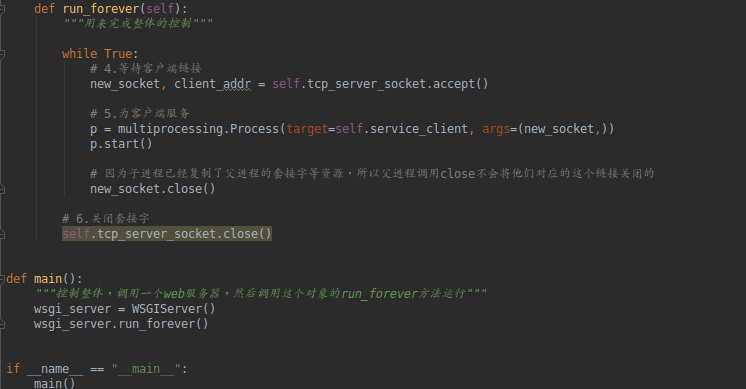 def run_forever(self):
"""用来完成整体的控制"""
while True:
# 4.等待客户端链接
new_socket, client_addr = self.tcp_server_socket.accept()
# 5.为客户端服务
p = multiprocessing.Process(target=self.service_client, args=(new_socket,))
p.start()
# 因为子进程已经复制了父进程的套接字等资源，所以父进程调用close不会将他们对应的这个链接关闭的
new_socket.close()
# 6.关闭套接字
self.tcp_server_socket.close()
def main():
"""控制整体，调用一个web服务器，然后调用这个对象的run_forever方法运行"""
wsgi_server = WSGIServer()
wsgi_server.run_forever()
if __name__ == "__main__":
main()